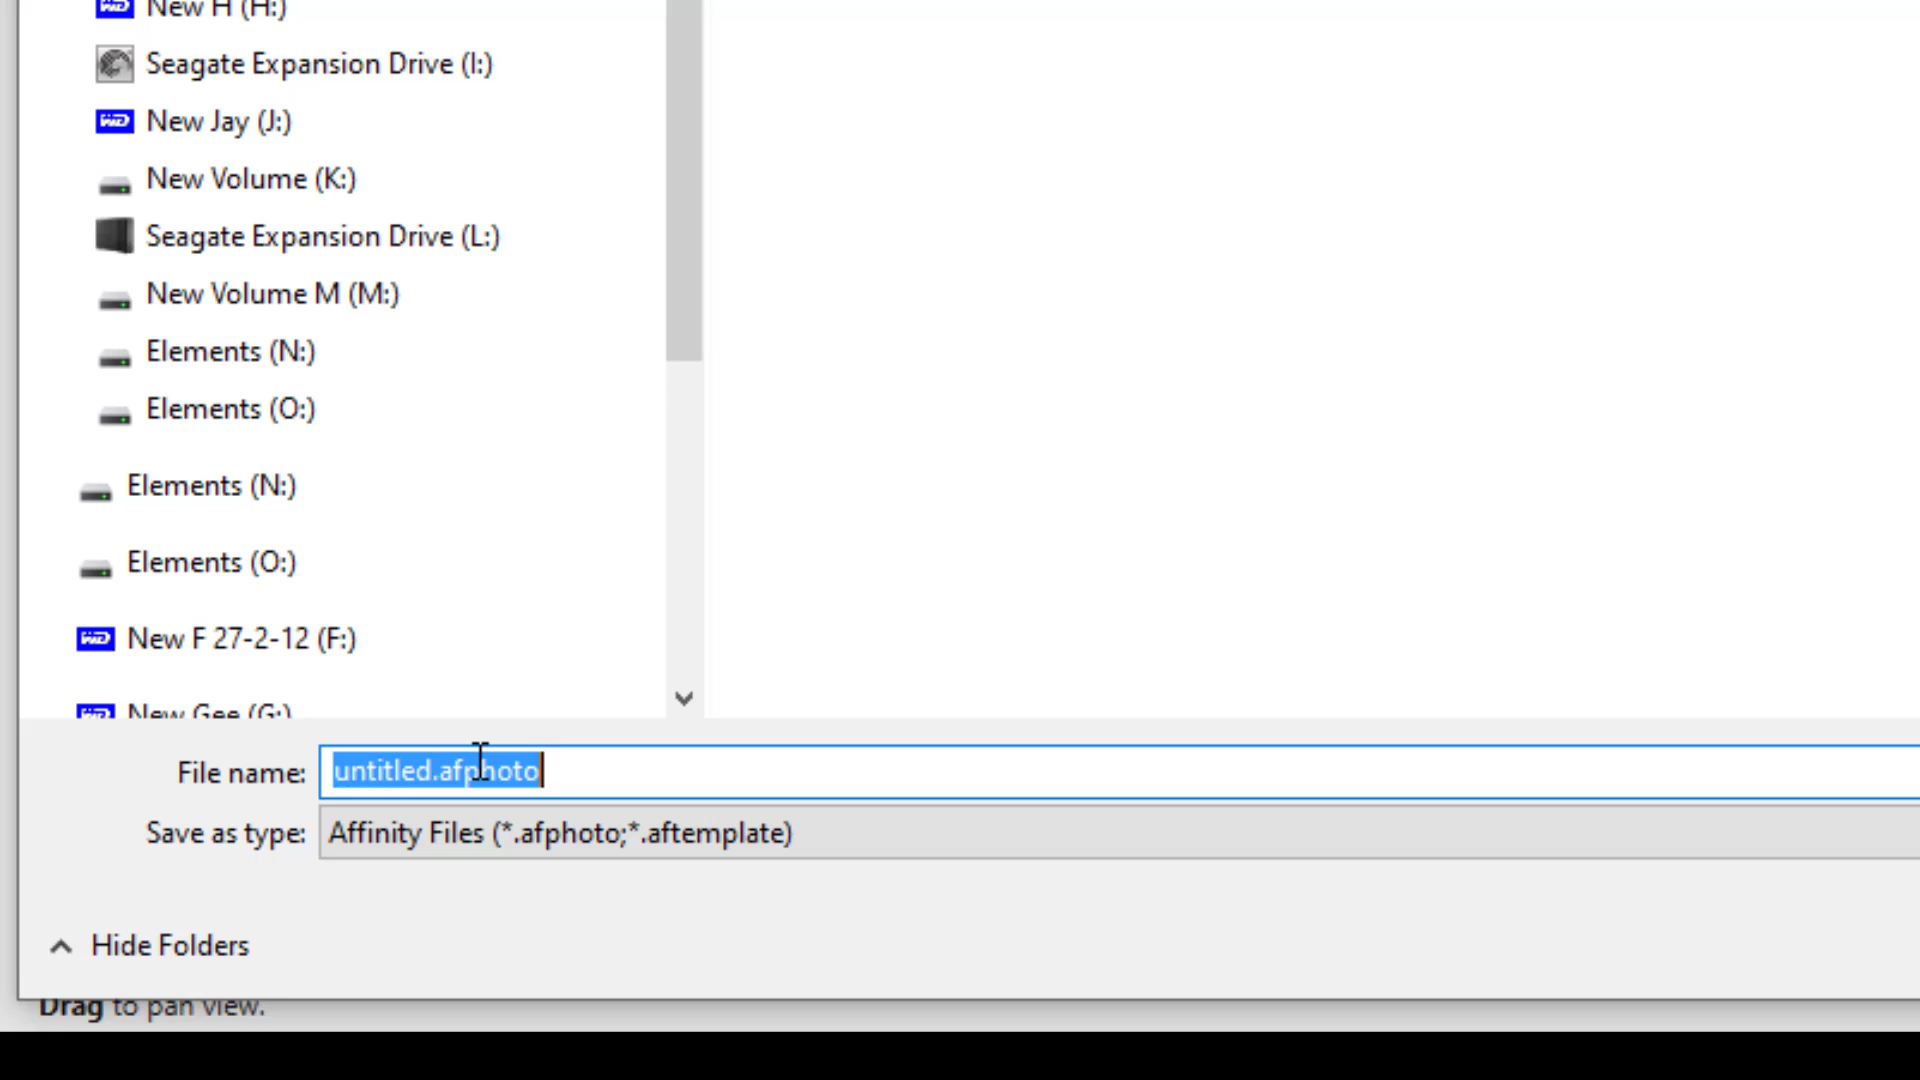 New H (H:)
Seagate Expansion Drive (I:)
New Jay (J:)
New Volume (K:)
Seagate Expansion Drive (L:)
New Volume M (M:)
Elements (N:)
Elements (O:)
Elements (N:)
Elements (O:)
New F 27-2-12 (F:)
New Gee (G:)
File name: untitled.afphoto
Save as type: Affinity Files (*.afphoto;*.aftemplate)
Hide Folders
Drag to pan view.